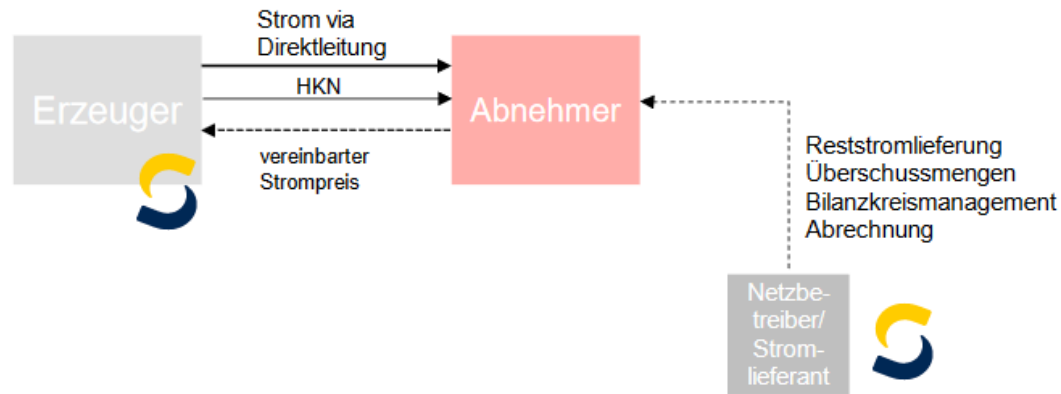 Strom via
Direktleitung
Erzeuger
HKN
Abnehmer
vereinbarter
Strompreis
Reststromlieferung
Überschussmengen
Bilanzkreismanagement
Abrechnung
Netzbe-
treiber/
Strom-
lieferant